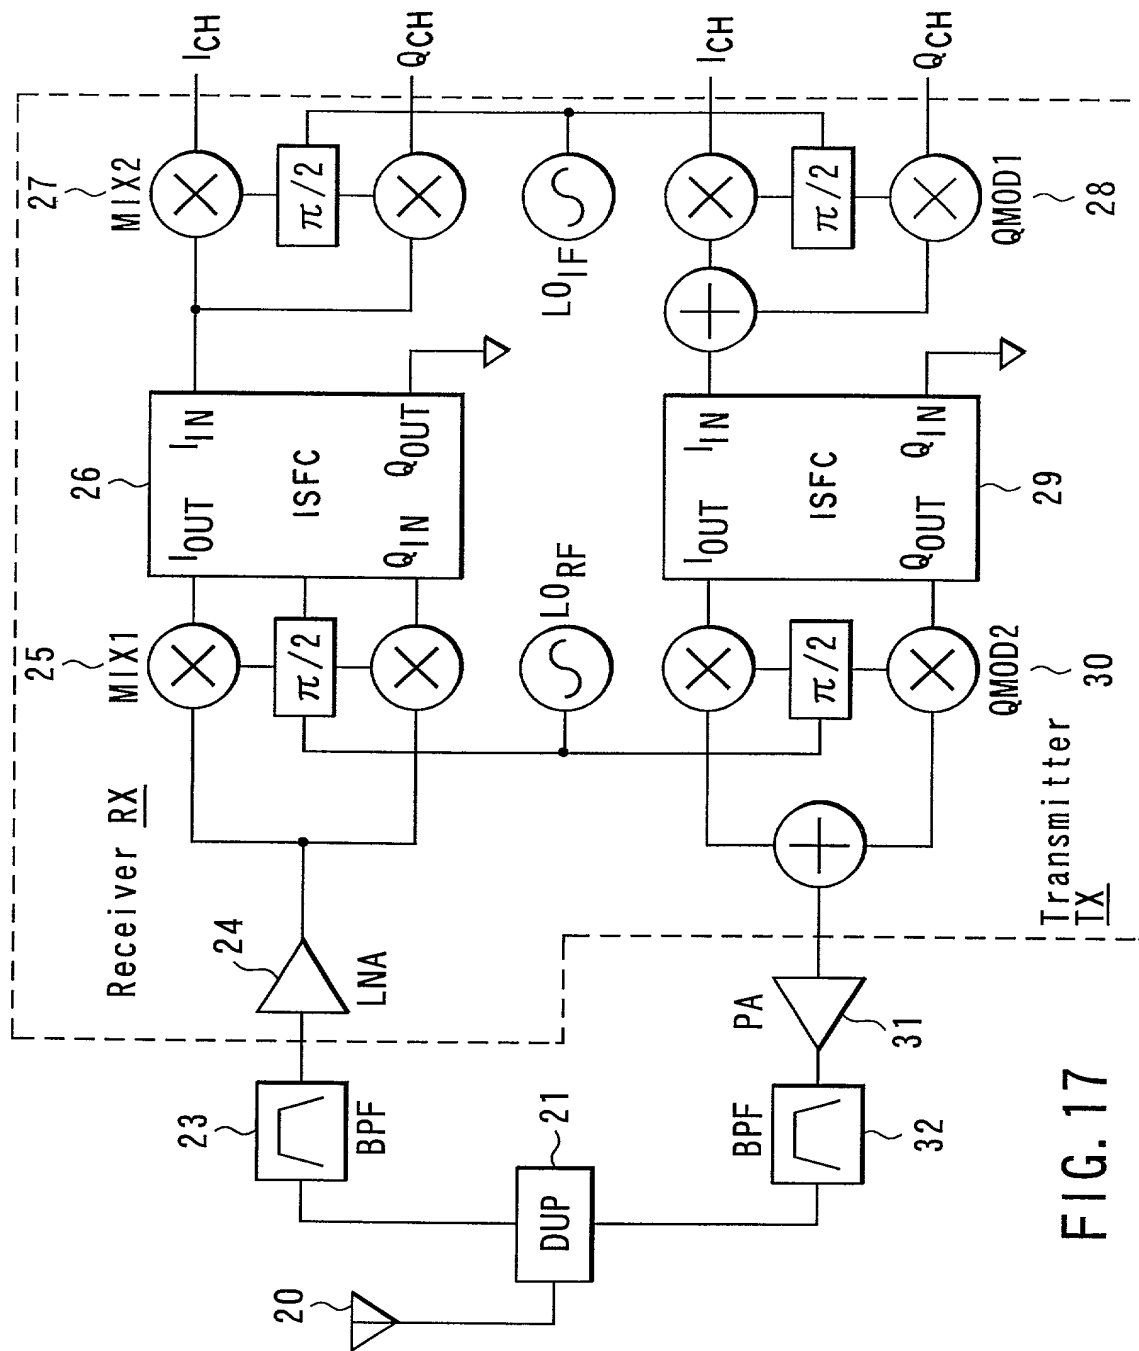 20
21
DUP
23
BPF
24
LNA
Receiver RX
25
MIX1
π/2
26
IOUT
IIN
ISFC
QIN
QOUT
27
MIX2
π/2
ICH
QCH
LORF
LOIF
32
BPF
31
PA
Transmitter
TX
30
QMOD2
π/2
29
IOUT
IIN
ISFC
QOUT
QIN
28
QMOD1
π/2
ICH
QCH
FIG. 17